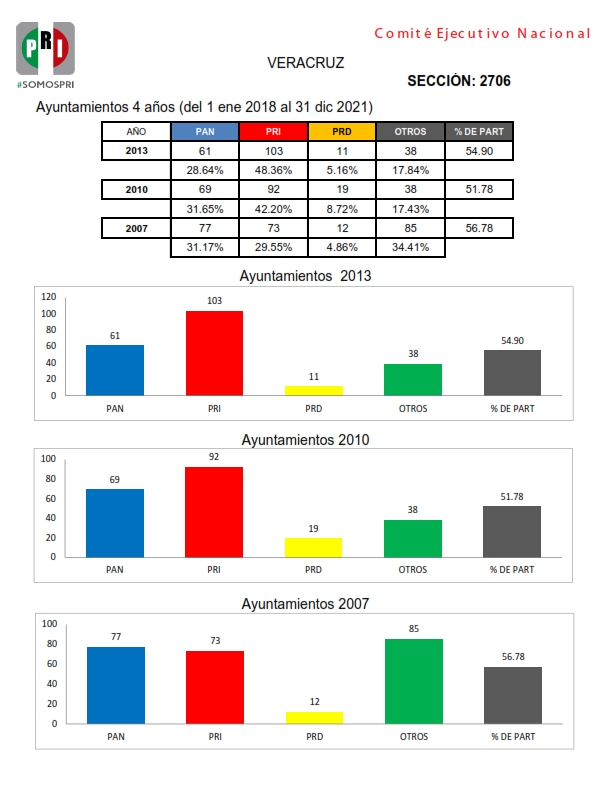 Comité Ejecutivo Nacional
PRI
#SOMOSPRI
VERACRUZ
SECCIÓN: 2706
Ayuntamientos 4 años (del 1 ene 2018 al 31 dic 2021)
AÑO PAN PRI PRD OTROS % DE PART
2013 61 103 11 38 54.90
28.64% 48.36% 5.16% 17.84%
2010 69 92 19 38 51.78
31.65% 42.20% 8.72% 17.43%
2007 77 73 12 85 56.78
31.17% 29.55% 4.86% 34.41%
Ayuntamientos 2013
120
100
80
60
40
20
0
61 103 11 38 54.90
PAN PRI PRD OTROS % DE PART
Ayuntamientos 2010
100
80
60
40
20
0
69 92 19 38 51.78
PAN PRI PRD OTROS % DE PART
Ayuntamientos 2007
100
80
60
40
20
0
77 73 12 85 56.78
PAN PRI PRD OTROS % DE PART